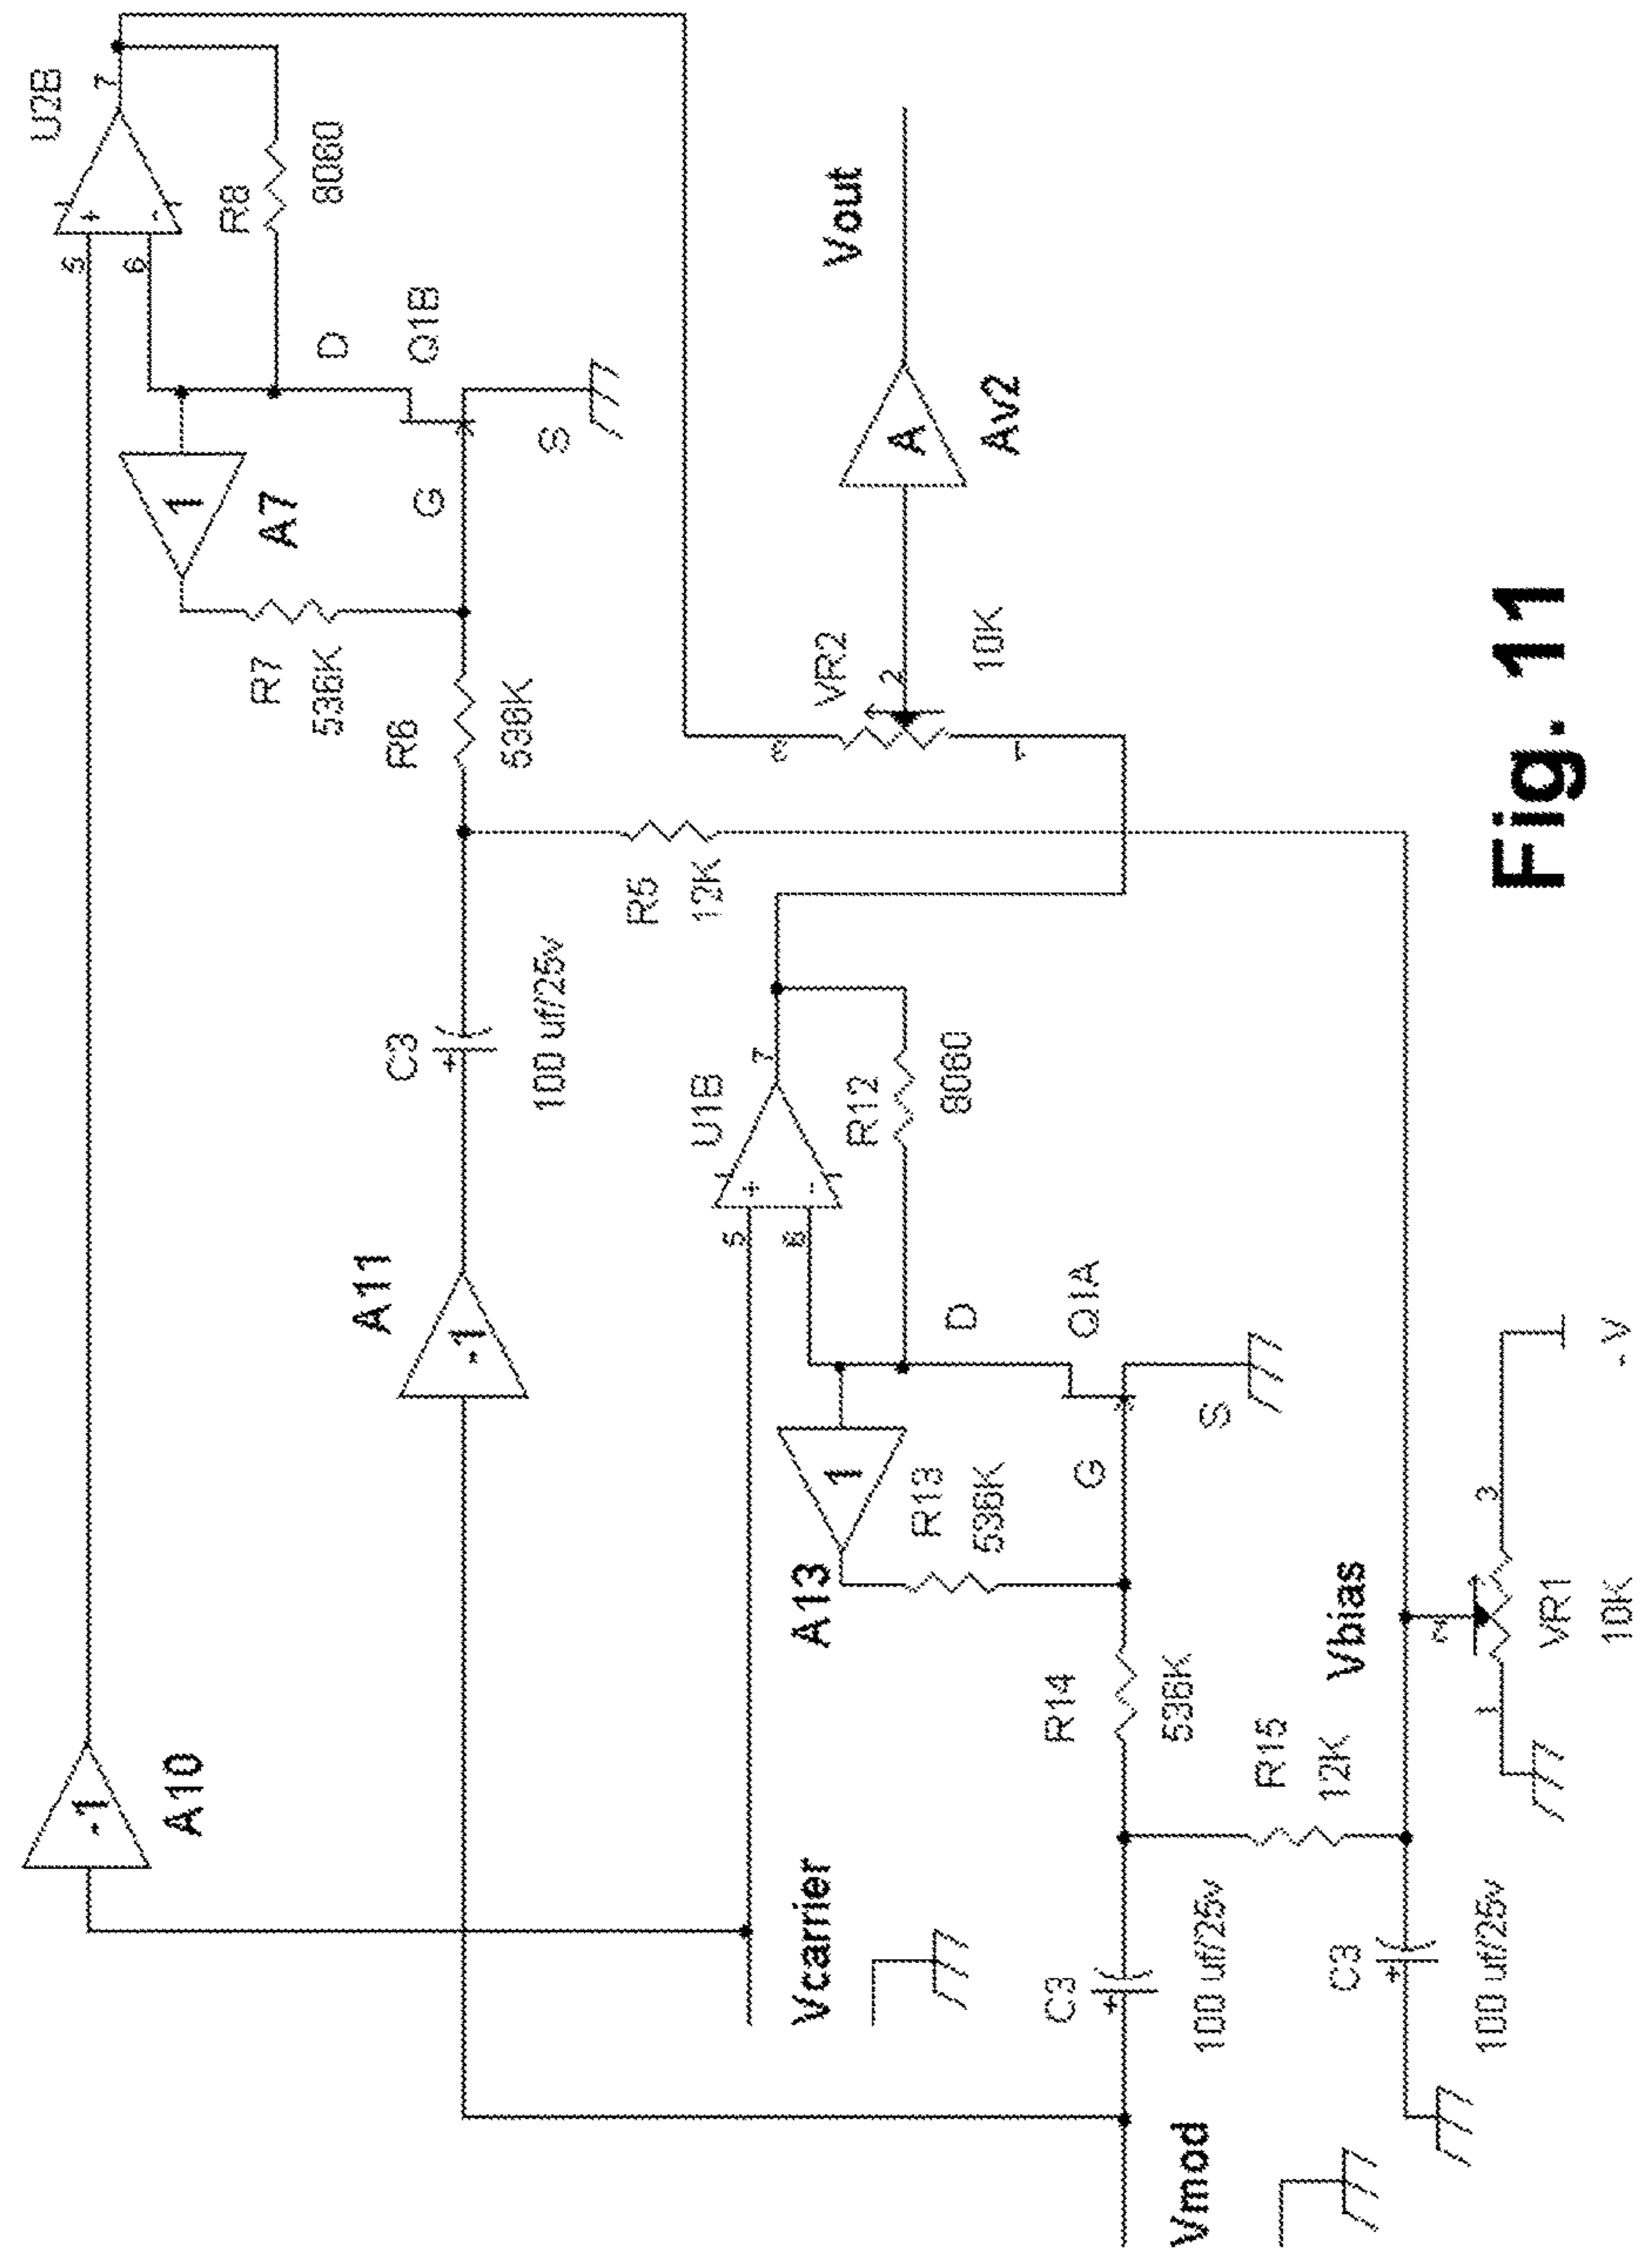 A10
-1
U2B
5
6
7
+
-
R8
8060
A7
1
R7
536K
D
Q1B
G
S
A11
-1
C3
+
100 uf/25v
R6
536K
R5
12K
Vcarrier
U1B
5
6
7
+
-
R12
8060
A13
1
R13
536K
D
Q1A
G
S
VR2
3
2
1
10K
Vout
A
Av2
Vmod
C3
+
100 uf/25v
R14
536K
R15
12K
C3
+
100 uf/25v
Vbias
2
1
3
VR1
10K
-V
Fig. 11